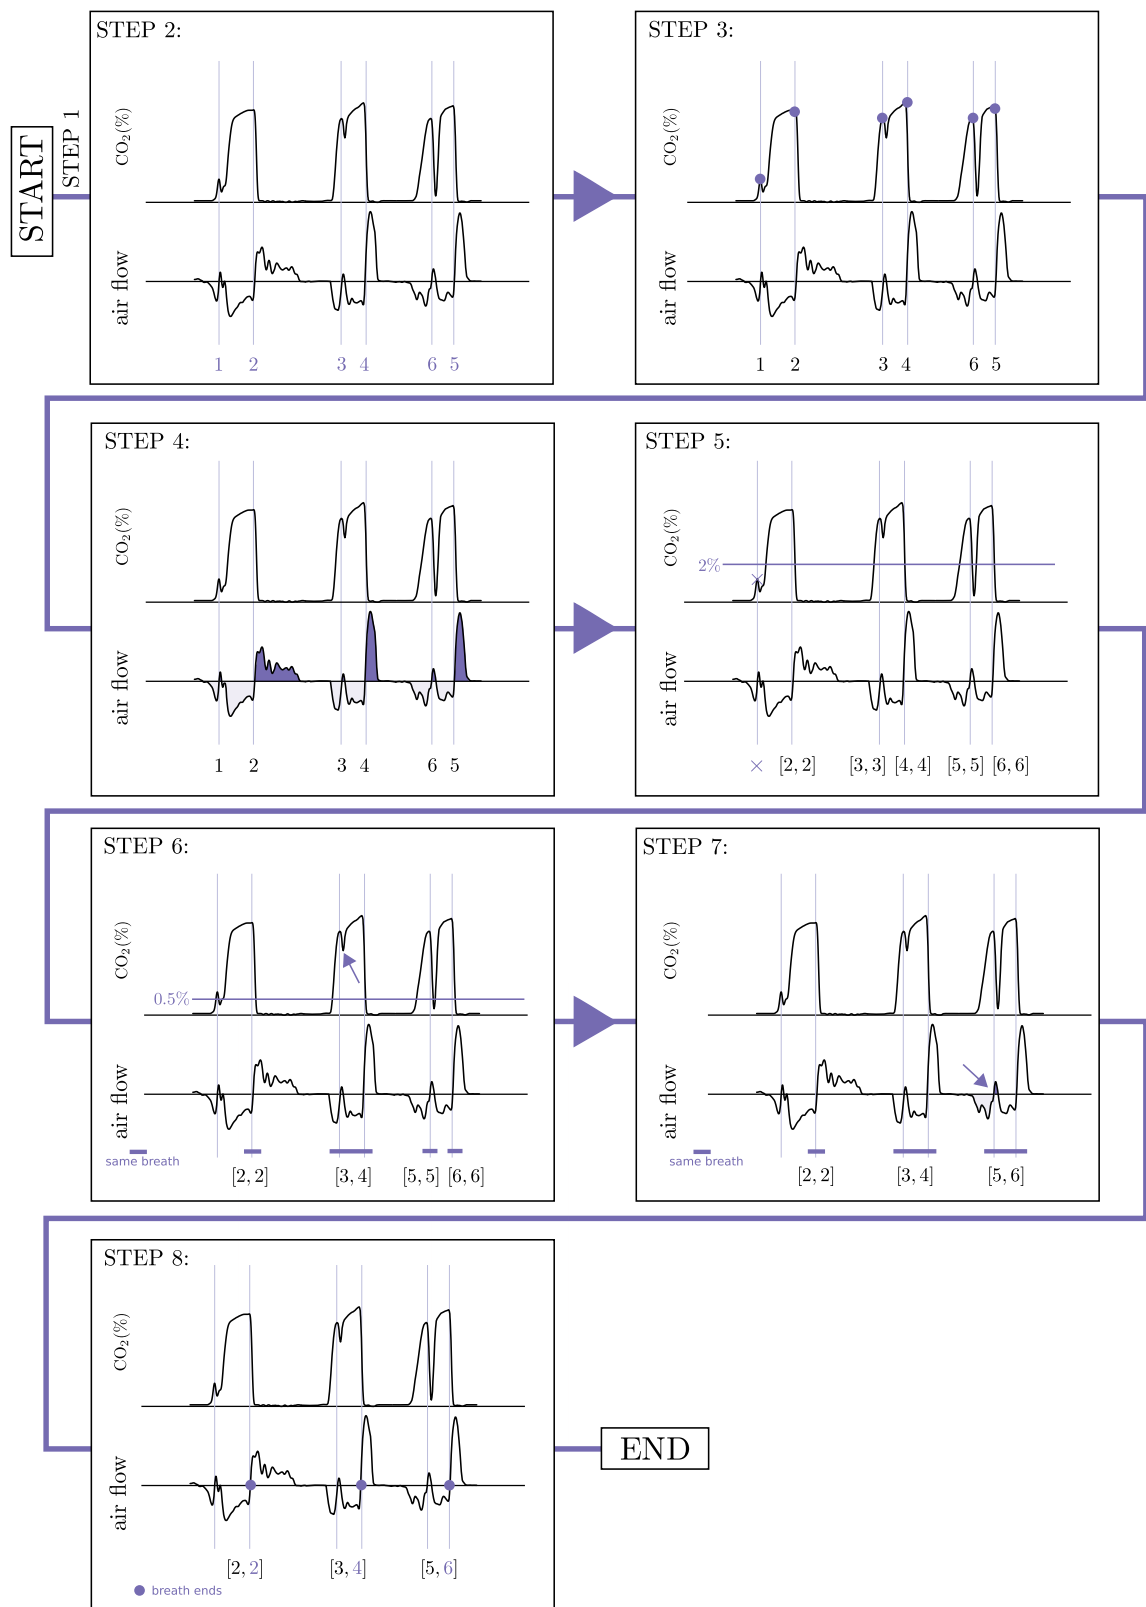 START
STEP 1
STEP 2:
CO₂(%)
air flow
1 2 3 4 6 5
STEP 3:
CO₂(%)
air flow
1 2 3 4 6 5
STEP 4:
CO₂(%)
air flow
1 2 3 4 6 5
STEP 5:
CO₂(%)
2%
air flow
× [2, 2] [3, 3] [4, 4] [5, 5] [6, 6]
STEP 6:
CO₂(%)
0.5%
air flow
same breath
[2, 2] [3, 4] [5, 5] [6, 6]
STEP 7:
CO₂(%)
air flow
same breath
[2, 2] [3, 4] [5, 6]
STEP 8:
CO₂(%)
air flow
[2, 2] [3, 4] [5, 6]
breath ends
END